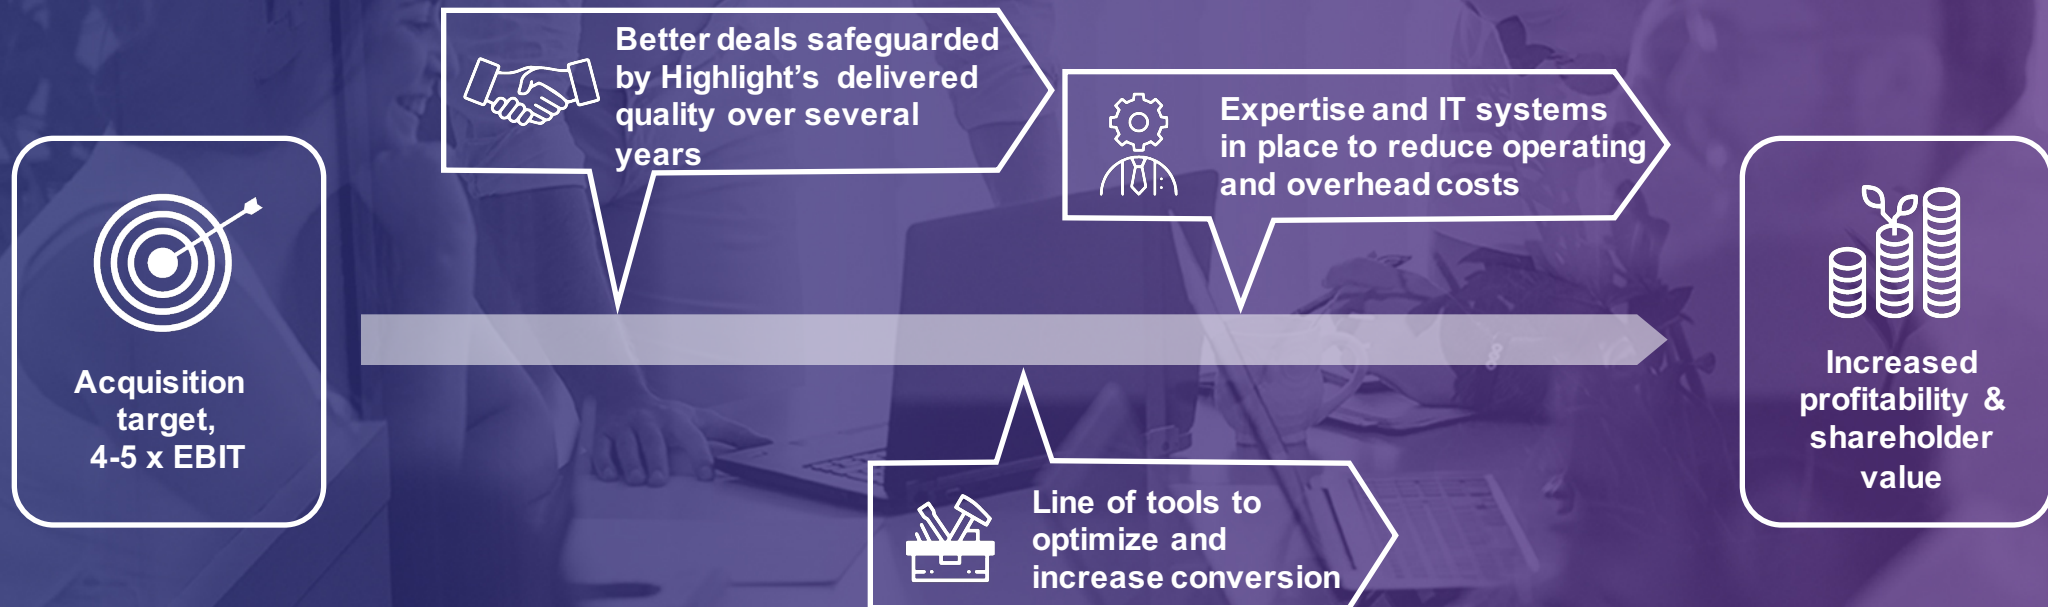 Better deals safeguarded
by Highlight's delivered
quality over several
years
Expertise and IT systems
in place to reduce operating
and overhead costs
Acquisition
target,
4-5 x EBIT
Increased
profitability &
shareholder
value
Line of tools to
optimize and
increase conversion